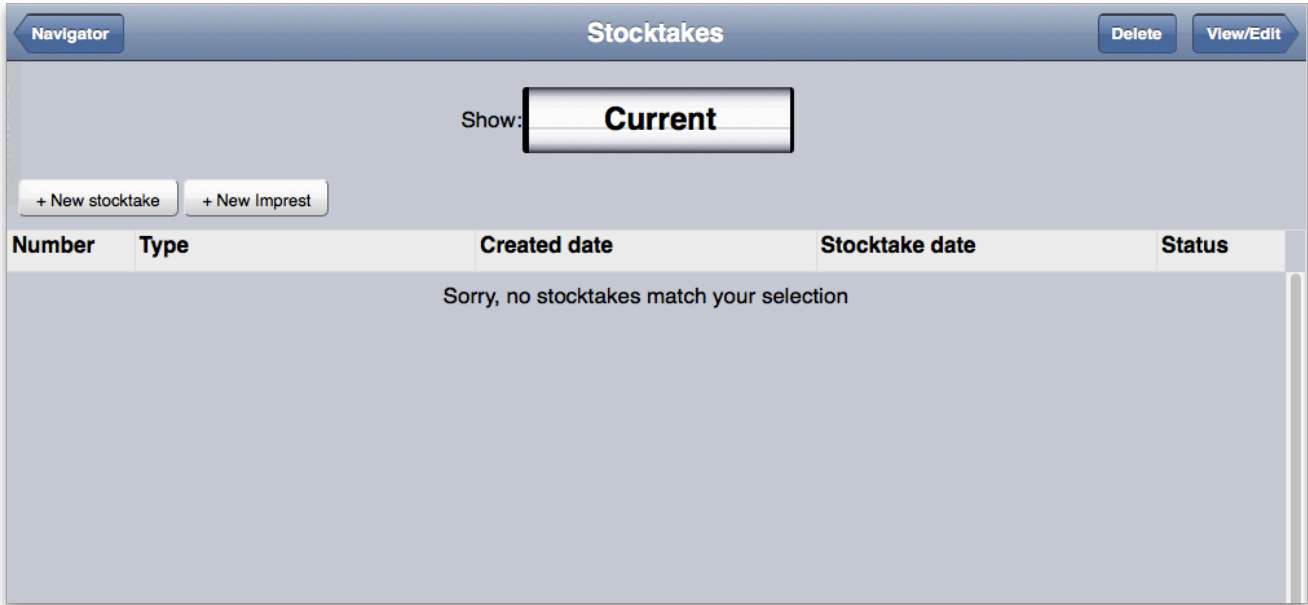 Navigator Stocktakes Delete View/Edit
Show: Current
+ New stocktake + New Imprest
Number Type Created date Stocktake date Status
Sorry, no stocktakes match your selection